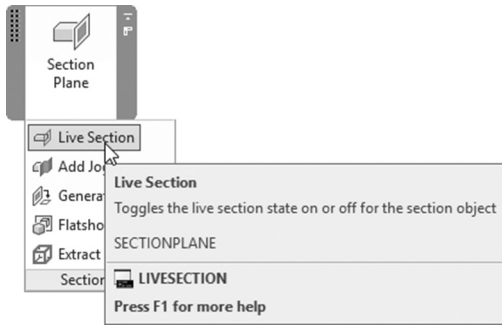 Section
Plane
Live Section
Add Jo
Genera
Flatsho
Extract
Section
Live Section
Toggles the live section state on or off for the section object
SECTIONPLANE
LIVESECTION
Press F1 for more help